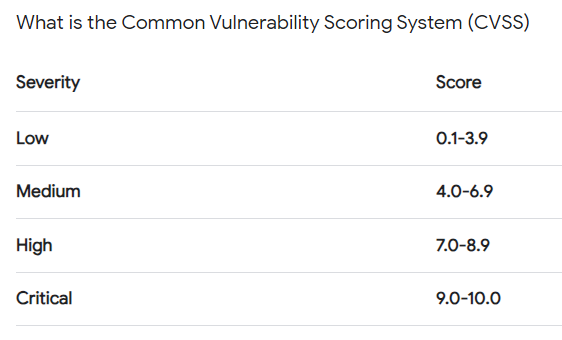 What is the Common Vulnerability Scoring System (CVSS)
Severity Score
Low 0.1-3.9
Medium 4.0-6.9
High 7.0-8.9
Critical 9.0-10.0